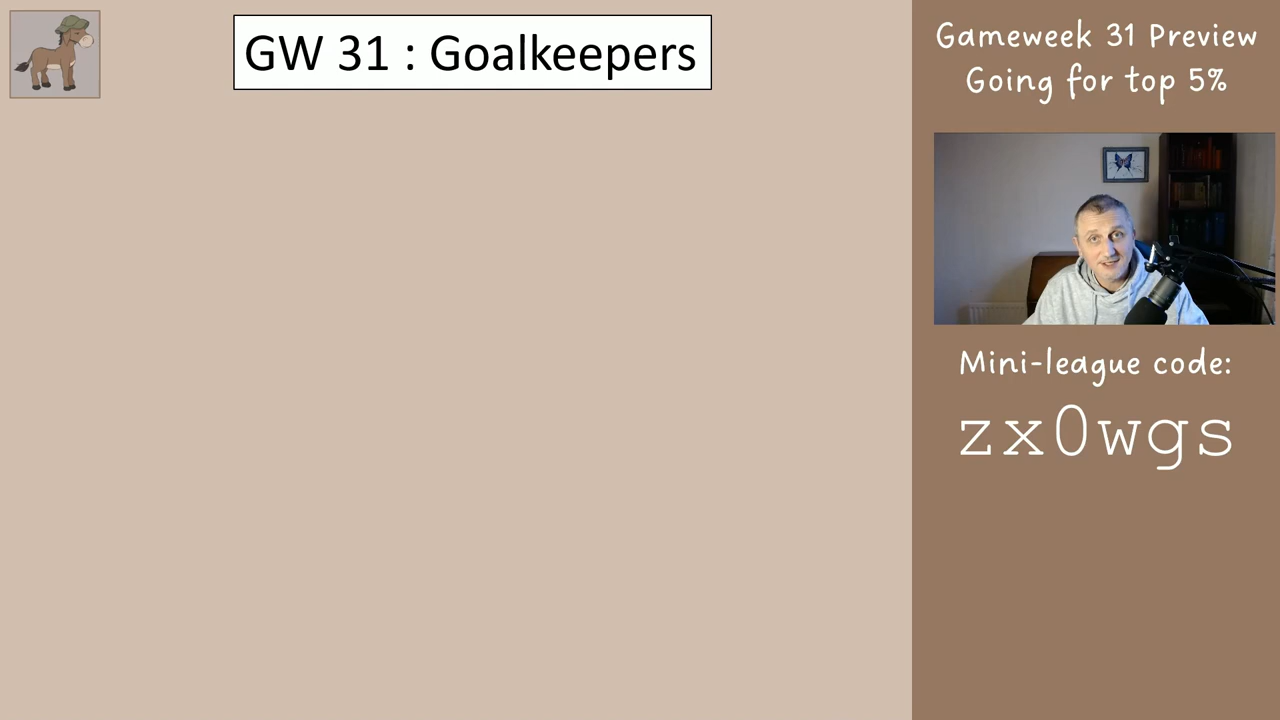 GW 31 : Goalkeepers
Gameweek 31 Preview
Going for top 5%
Mini-league code:
zx0wgs